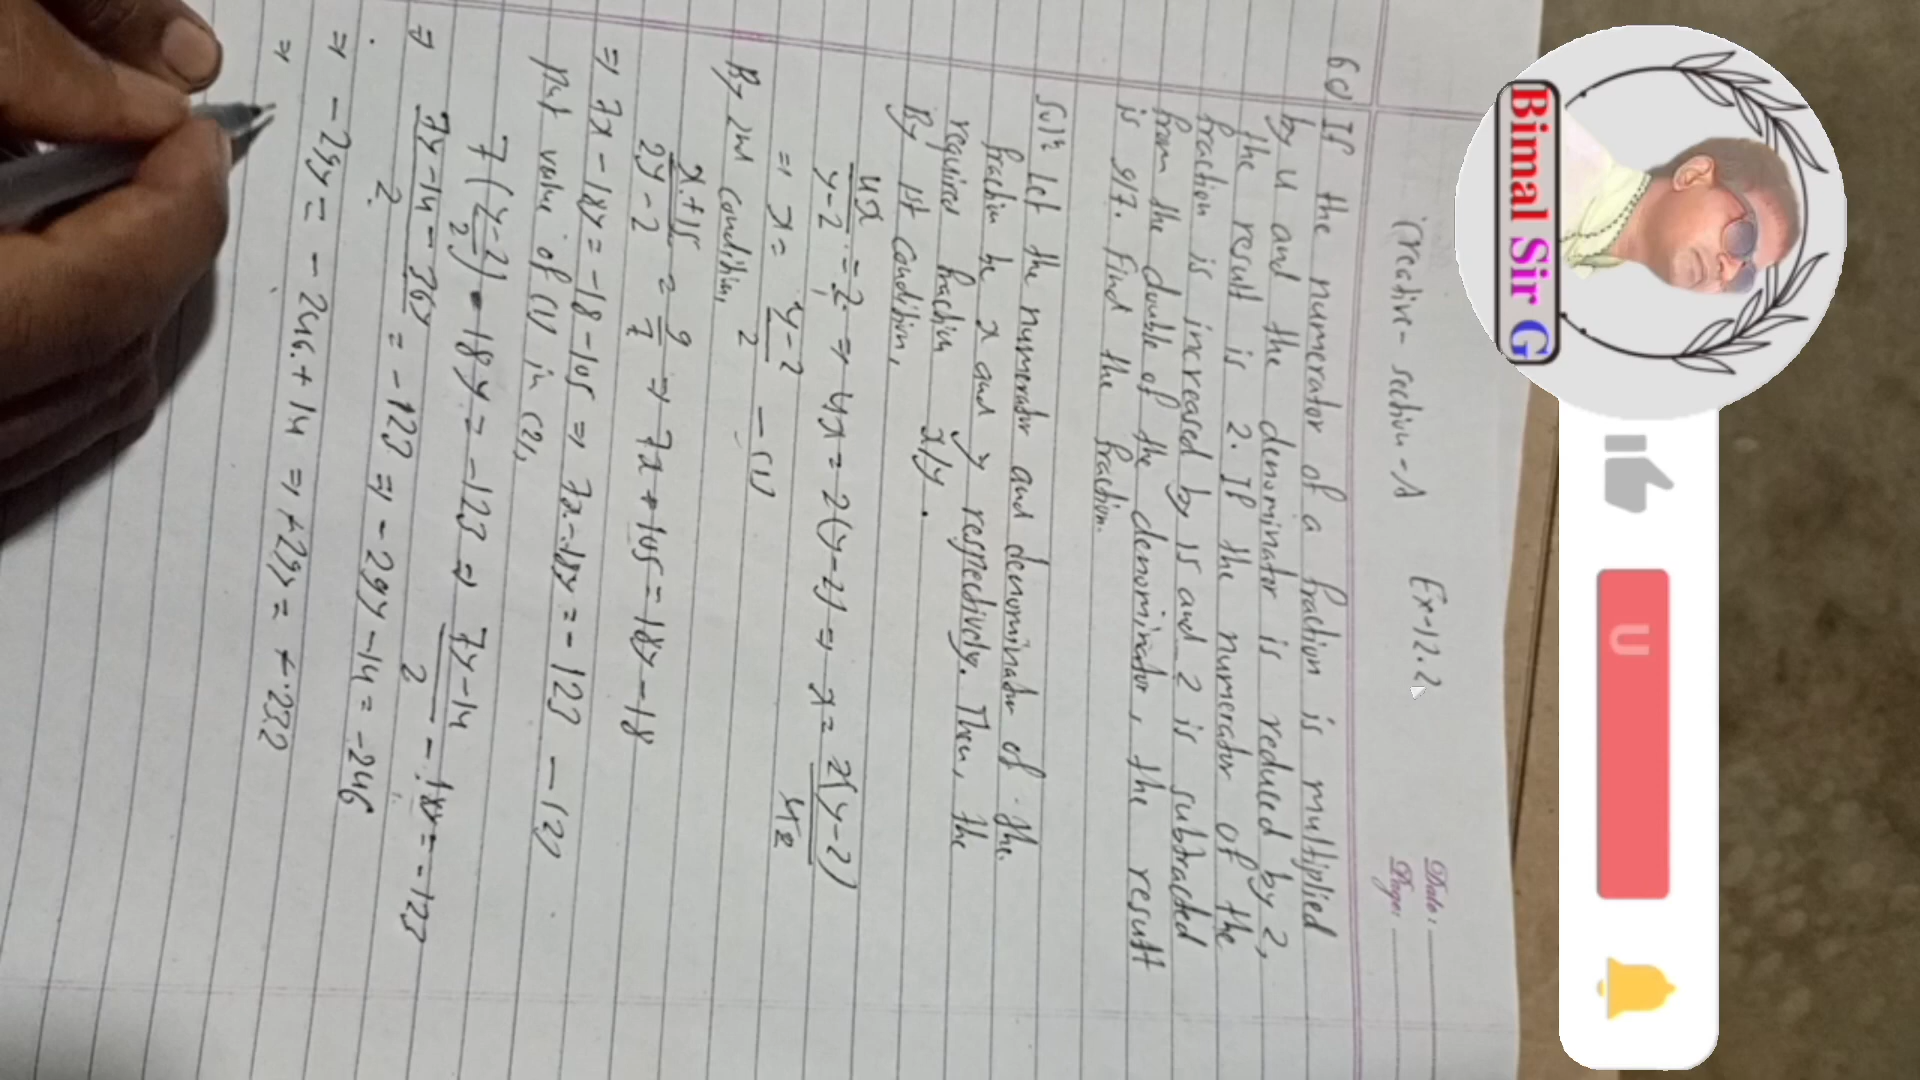 Creative- section-A Ex-12.2
Date:
Page:
6a) If the numerator of a fraction is multiplied
by 4 and the denominator is reduced by 2,
the result is 2. If the numerator of the
fraction is increased by 15 and 2 is subtracted
from the double of the denominator, the result
is 9/7. Find the fraction.
Solⁿ Let the numerator and denominator of the
fraction be x and y respectively. Then, the
required fraction x/y.
By 1st condition,
4x/y-2 = 2 ⇒ 4x = 2(y-2) ⇒ x = 2(y-2)/4 2
⇒ x = y-2/2 - (1)
By 2nd condition,
x+15/2y-2 = 9/7 ⇒ 7x+105 = 18y-18
⇒ 7x-18y = -18-105 ⇒ 7x-18y = -123 - (2)
Put value of (1) in (2),
7(y-2/2) - 18y = -123 ⇒ 7y-14/2 - 18y = -123
⇒ 7y-14-36y/2 = -123 ⇒ -29y-14 = -246
⇒ -29y = -246+14 ⇒ +29y = +232
⇒
Bimal Sir G
U